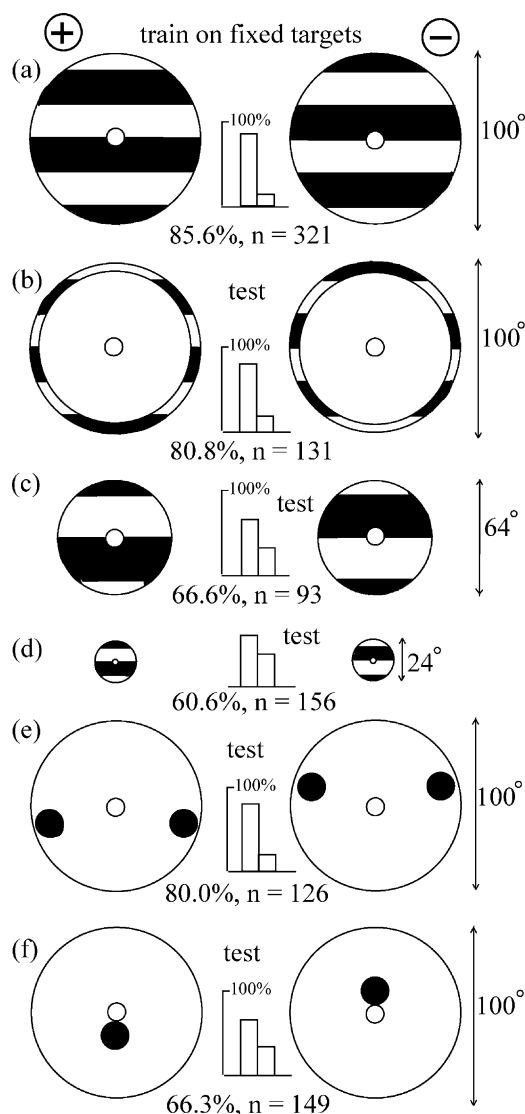 + train on fixed targets −
(a)
100%
100°
85.6%, n = 321
(b)
test
100%
100°
80.8%, n = 131
(c)
100%
test
64°
66.6%, n = 93
(d)
test
24°
60.6%, n = 156
(e)
test
100%
100°
80.0%, n = 126
(f)
test
100%
100°
66.3%, n = 149